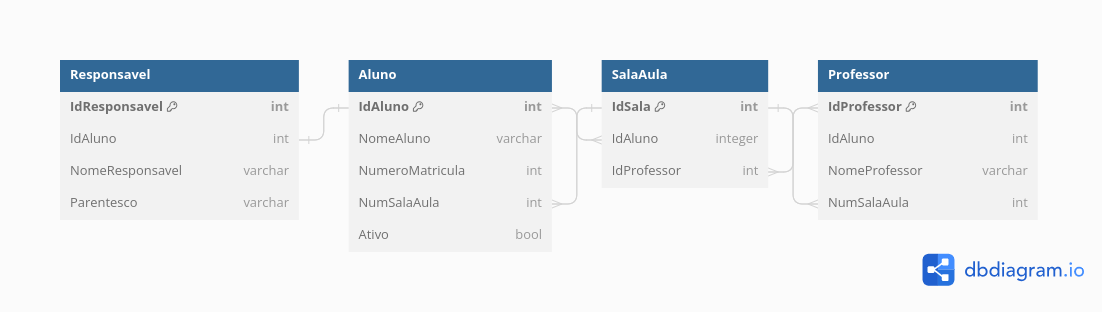 Responsavel
IdResponsavel int
IdAluno int
NomeResponsavel varchar
Parentesco varchar
Aluno
IdAluno int
NomeAluno varchar
NumeroMatricula int
NumSalaAula int
Ativo bool
SalaAula
IdSala int
IdAluno integer
IdProfessor int
Professor
IdProfessor int
IdAluno int
NomeProfessor varchar
NumSalaAula int
dbdiagram.io